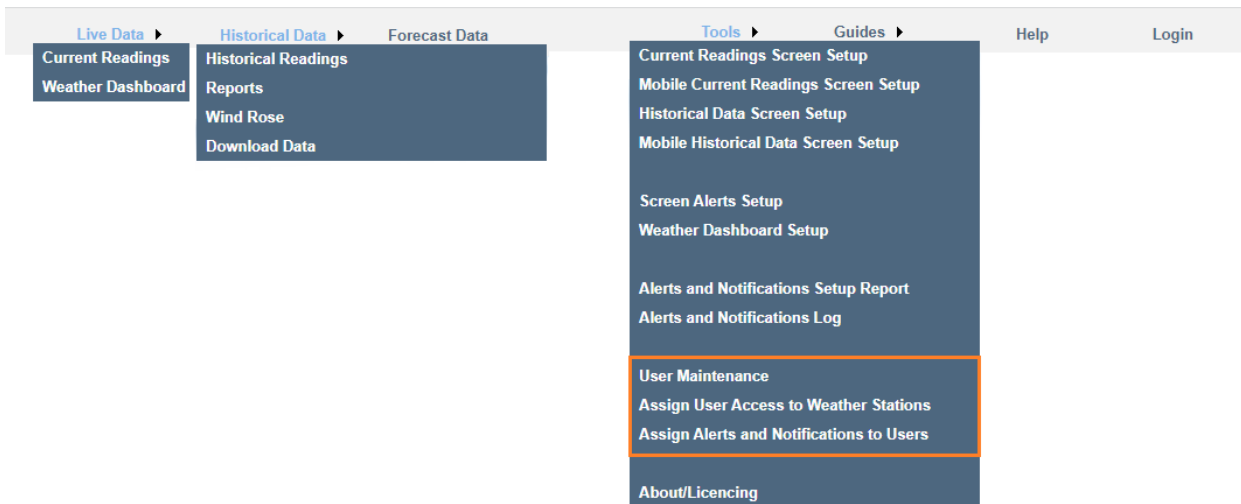 Live Data
Historical Data
Forecast Data
Tools
Guides
Help
Login
Current Readings
Weather Dashboard
Historical Readings
Reports
Wind Rose
Download Data
Current Readings Screen Setup
Mobile Current Readings Screen Setup
Historical Data Screen Setup
Mobile Historical Data Screen Setup
Screen Alerts Setup
Weather Dashboard Setup
Alerts and Notifications Setup Report
Alerts and Notifications Log
User Maintenance
Assign User Access to Weather Stations
Assign Alerts and Notifications to Users
About/Licencing